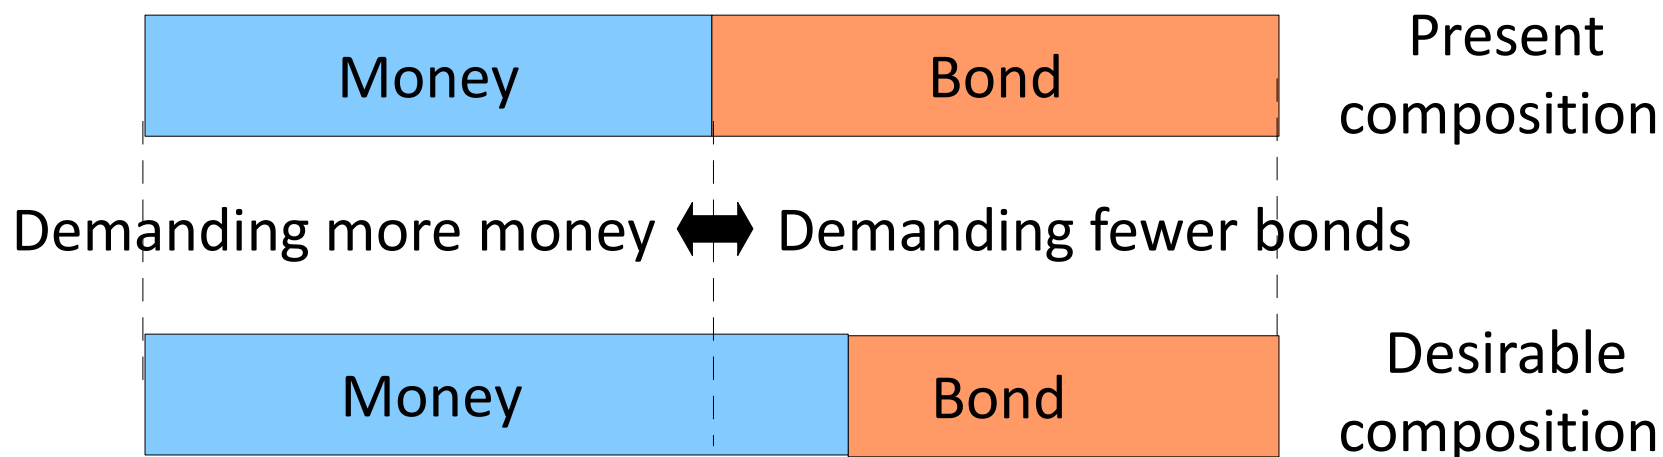 Money
Bond
Present
composition
Demanding more money
Demanding fewer bonds
Money
Bond
Desirable
composition